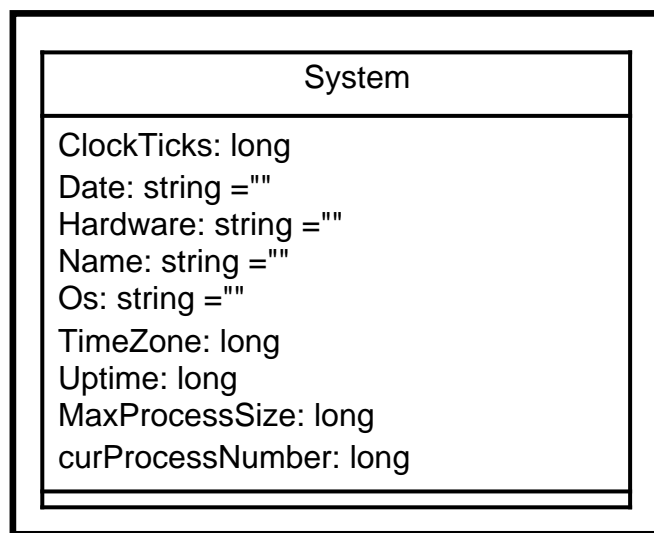 System
ClockTicks: long
Date: string =""
Hardware: string =""
Name: string =""
Os: string =""
TimeZone: long
Uptime: long
MaxProcessSize: long
curProcessNumber: long